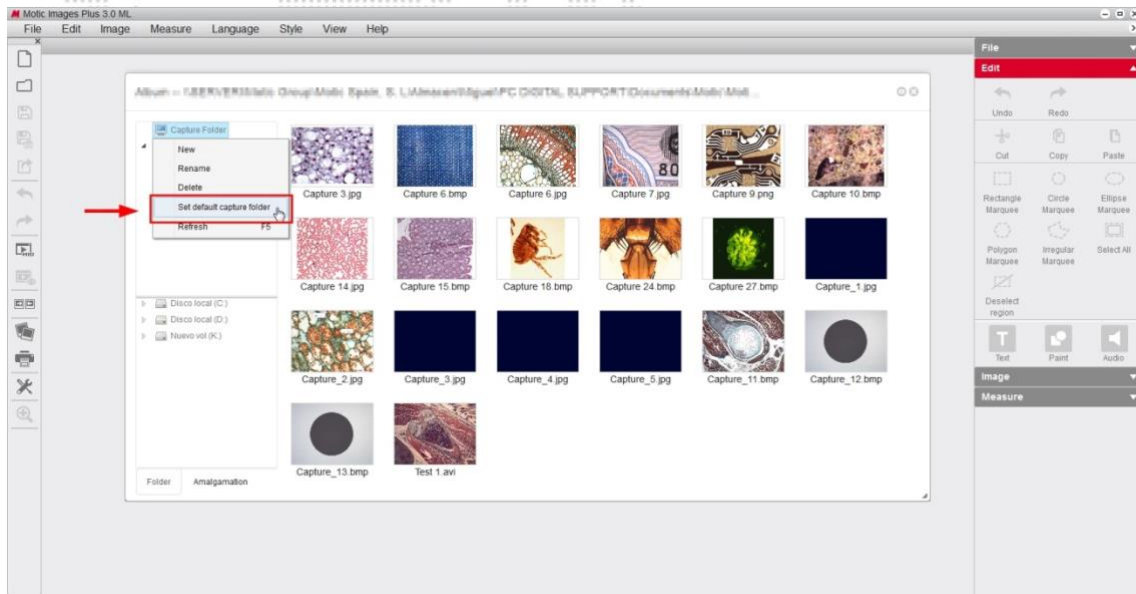 Motic Images Plus 3.0 ML
File Edit Image Measure Language Style View Help
Capture Folder
New
Rename
Delete
Set default capture folder
Refresh F5
Disco local (C:)
Disco local (D:)
Nuevo vol (K:)
Folder Amalgamation
Capture 3.jpg Capture 6.bmp Capture 6.jpg Capture 7.jpg Capture 9.png Capture 10.bmp
Capture 14.jpg Capture 15.bmp Capture 18.bmp Capture 24.bmp Capture 27.bmp Capture_1.jpg
Capture_2.jpg Capture_3.jpg Capture_4.jpg Capture_5.jpg Capture_11.bmp Capture_12.bmp
Capture_13.bmp Test 1.avi
File
Edit
Undo Redo
Cut Copy Paste
Rectangle Marquee
Circle Marquee
Ellipse Marquee
Polygon Marquee
Irregular Marquee
Select All
Deselect region
Text Paint Audio
Image
Measure